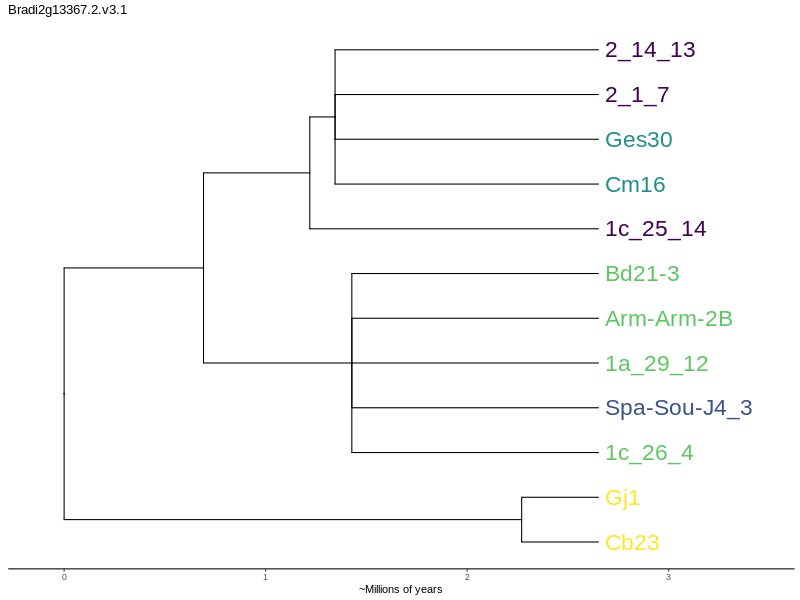 Bradi2g13367.2.v3.1
2_14_13
2_1_7
Ges30
Cm16
1c_25_14
Bd21-3
Arm-Arm-2B
1a_29_12
Spa-Sou-J4_3
1c_26_4
Gj1
Cb23
0 1 2 3
~Millions of years